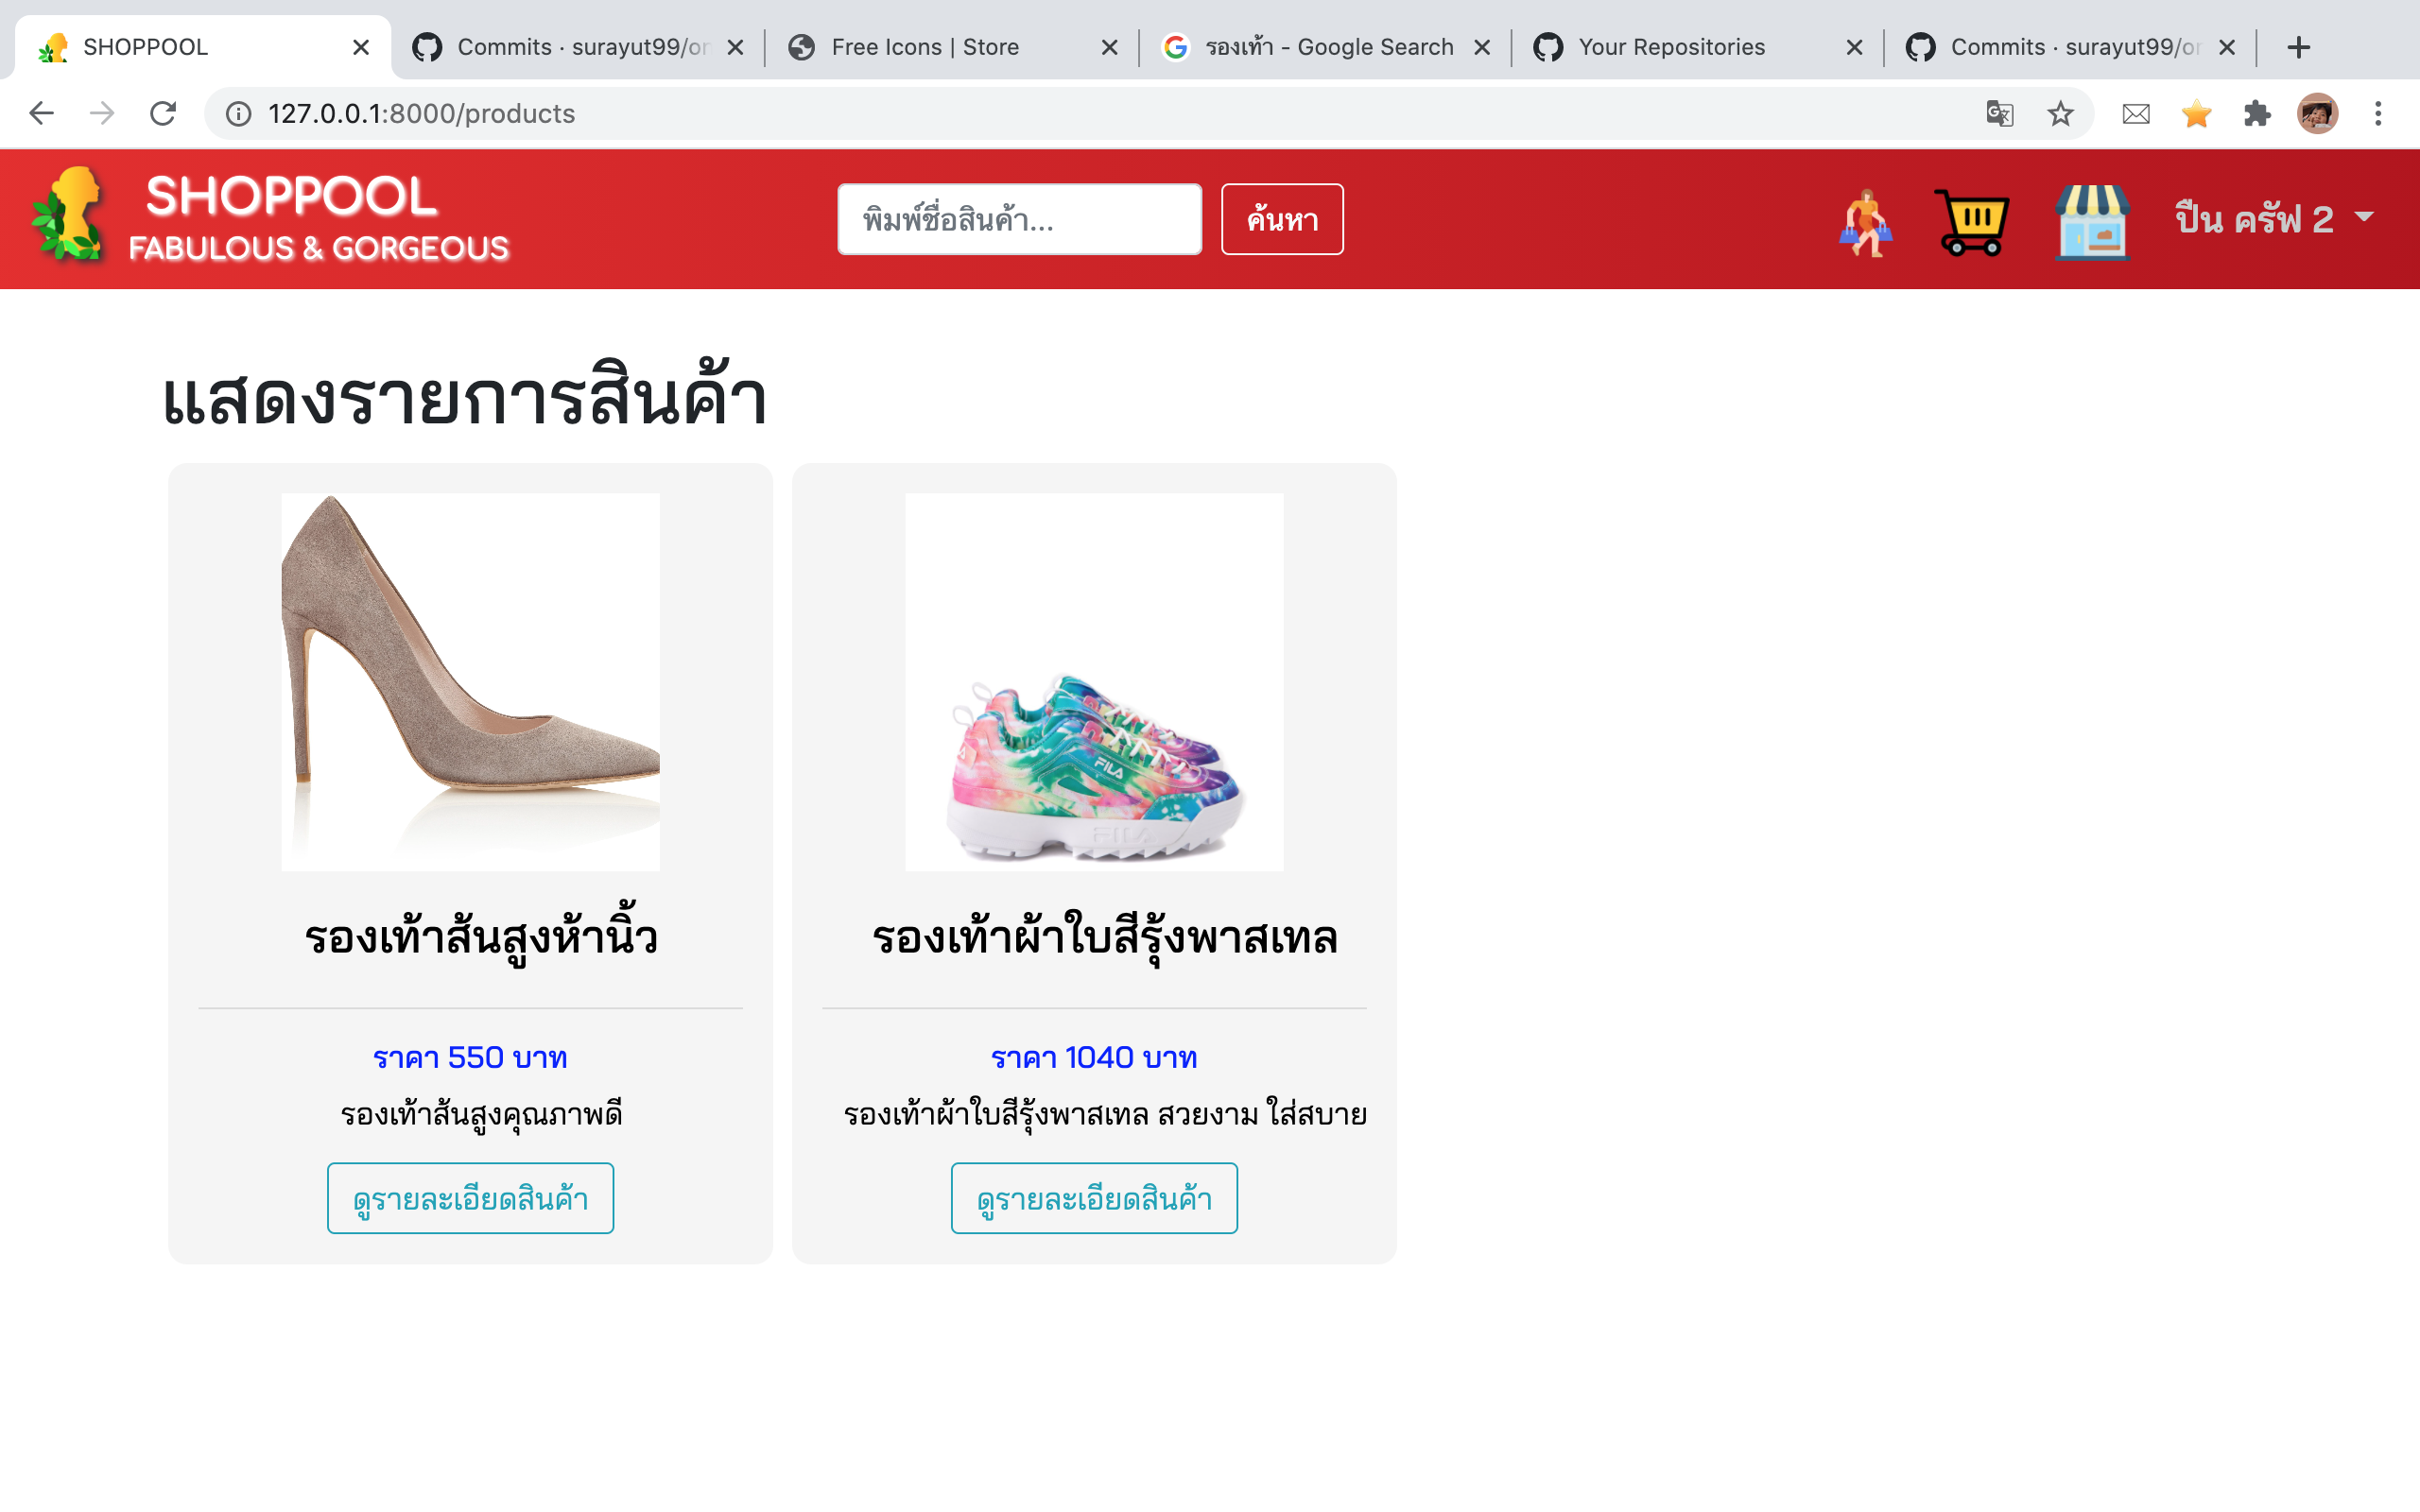 SHOPPOOL
Commits · surayut99/or
Free Icons | Store
รองเท้า - Google Search
Your Repositories
Commits · surayut99/or
127.0.0.1:8000/products
SHOPPOOL
FABULOUS & GORGEOUS
พิมพ์ชื่อสินค้า...
ค้นหา
ปืน ครัฟ 2
แสดงรายการสินค้า
FILA
FILA
รองเท้าส้นสูงห้านิ้ว
รองเท้าผ้าใบสีรุ้งพาสเทล
ราคา 550 บาท
ราคา 1040 บาท
รองเท้าส้นสูงคุณภาพดี
รองเท้าผ้าใบสีรุ้งพาสเทล สวยงาม ใส่สบาย
ดูรายละเอียดสินค้า
ดูรายละเอียดสินค้า